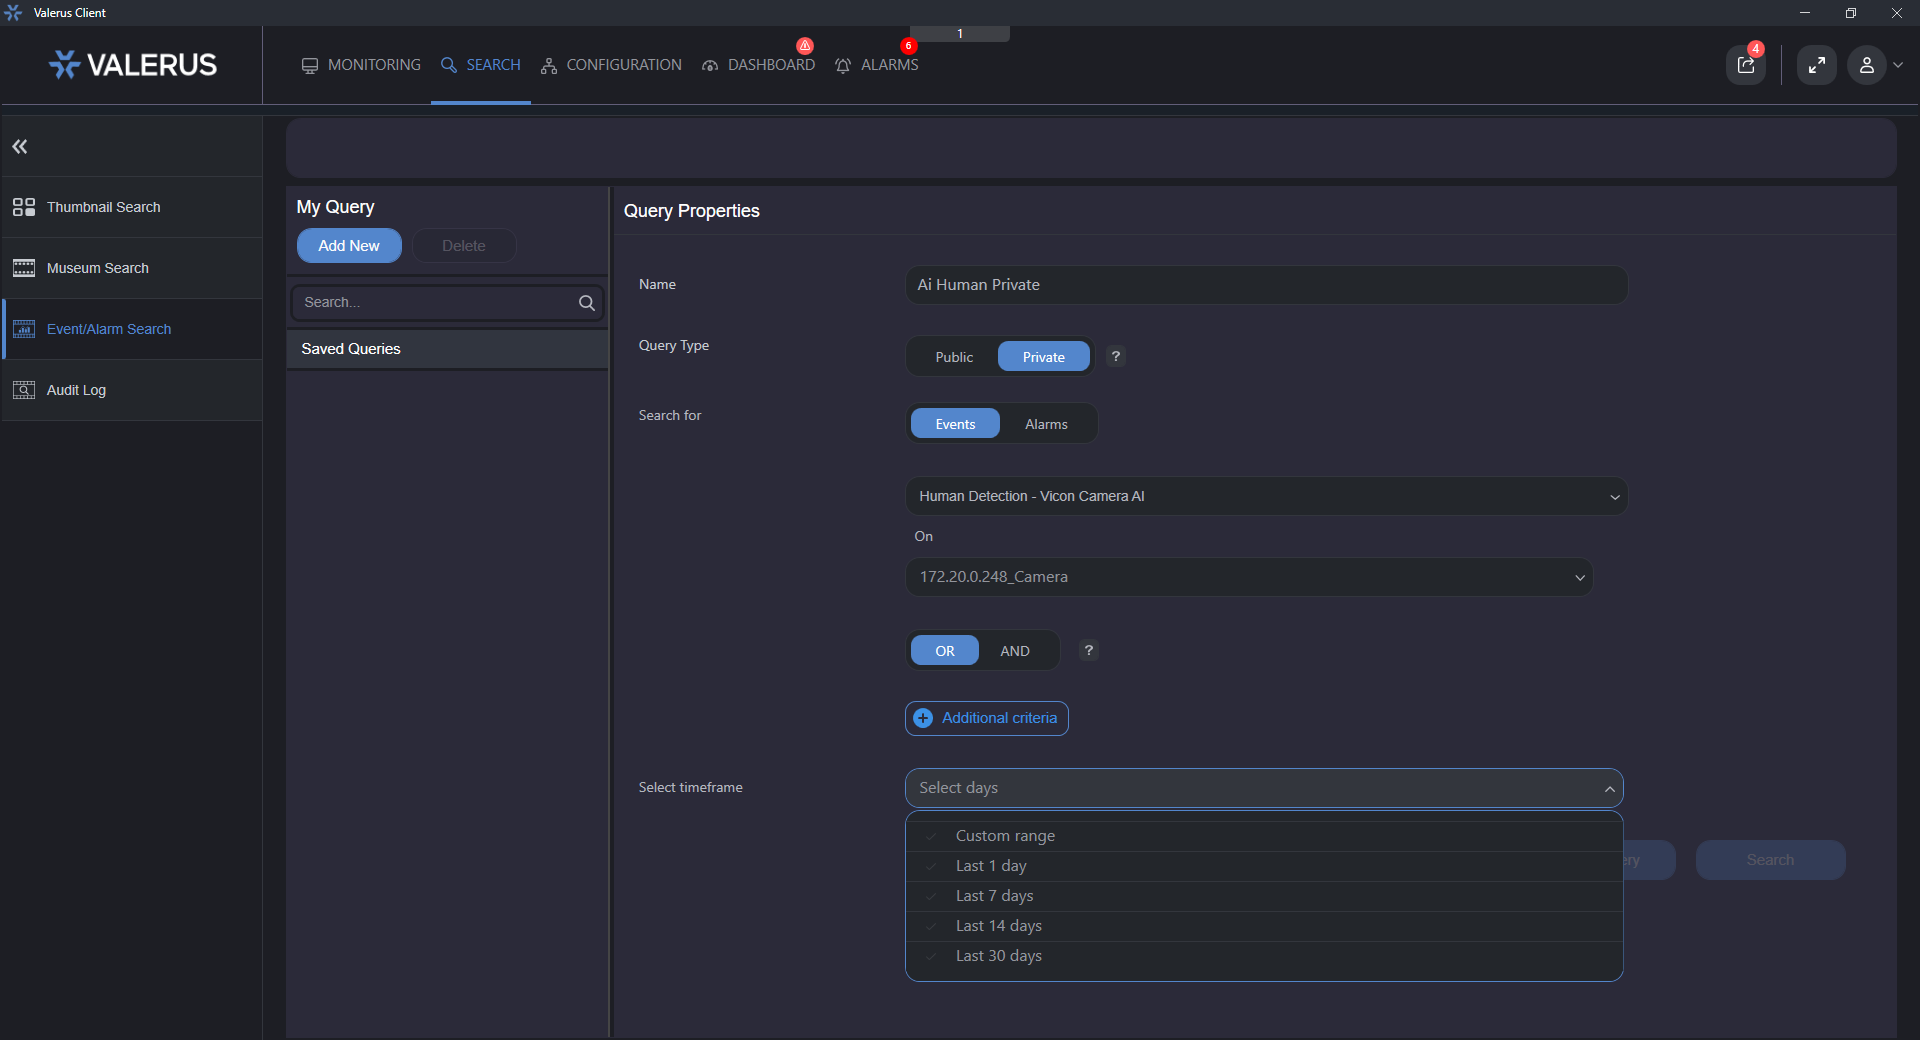 Valerus Client
1
VALERUS
MONITORING
SEARCH
CONFIGURATION
DASHBOARD
6
ALARMS
4
Thumbnail Search
Museum Search
Event/Alarm Search
Audit Log
My Query
Add New
Delete
Search...
Saved Queries
Query Properties
Name
Ai Human Private
Query Type
Public
Private
?
Search for
Events
Alarms
Human Detection - Vicon Camera AI
On
172.20.0.248_Camera
OR
AND
?
Additional criteria
Select timeframe
Select days
Custom range
Last 1 day
Last 7 days
Last 14 days
Last 30 days
Search